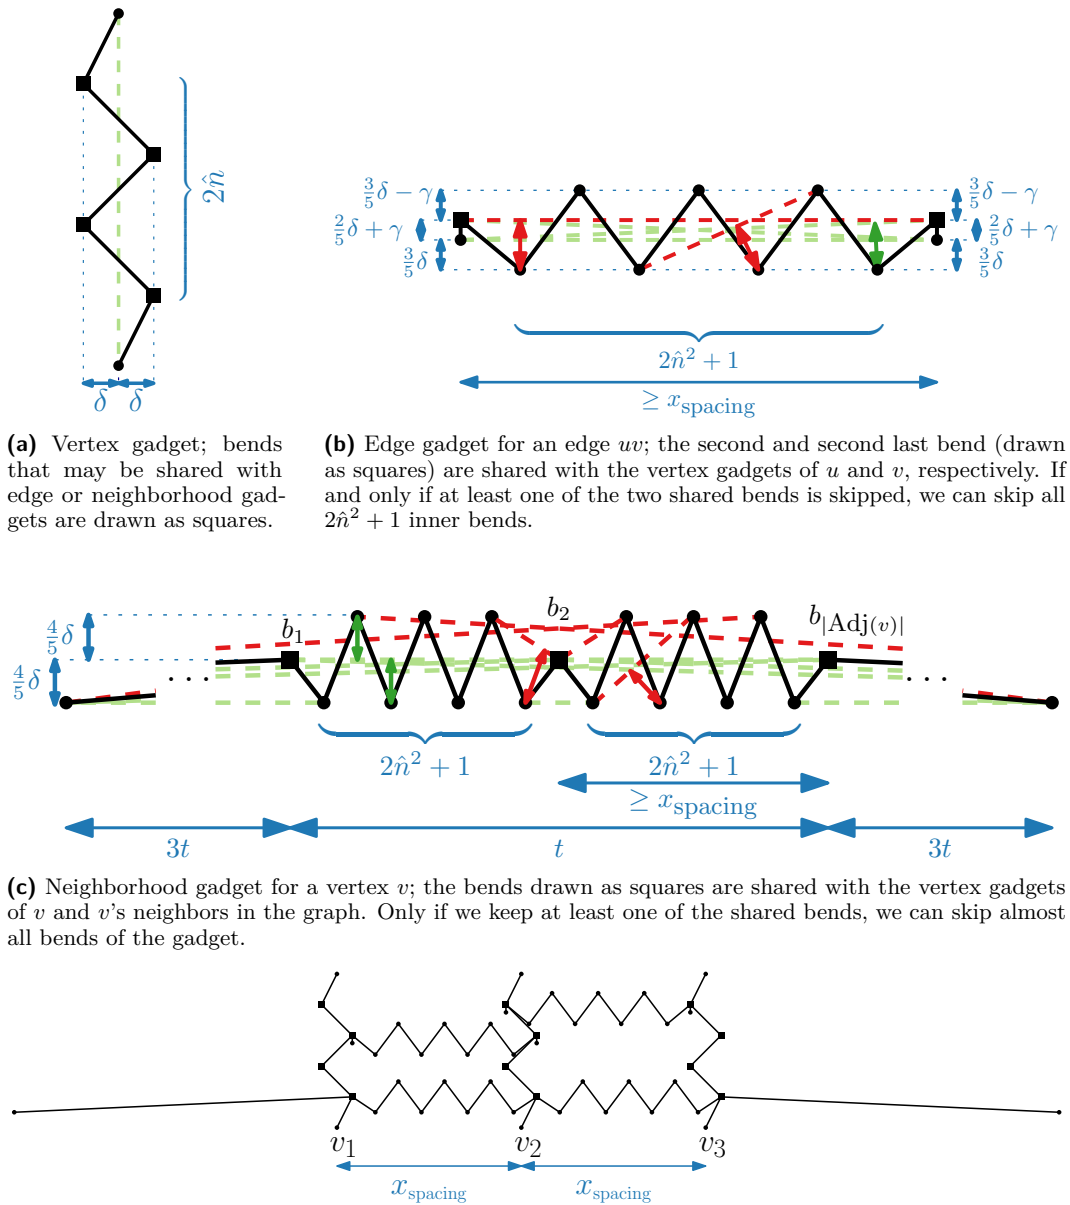 2n̂
δ δ
3/5δ − γ
2/5δ + γ
3/5δ
3/5δ − γ
2/5δ + γ
3/5δ
2n̂² + 1
≥ x_spacing
(a) Vertex gadget; bends
that may be shared with
edge or neighborhood gad-
gets are drawn as squares.
(b) Edge gadget for an edge uv; the second and second last bend (drawn
as squares) are shared with the vertex gadgets of u and v, respectively. If
and only if at least one of the two shared bends is skipped, we can skip all
2n̂² + 1 inner bends.
4/5δ
4/5δ
b₁
b₂
b_|Adj(v)|
· · ·
· · ·
2n̂² + 1
2n̂² + 1
≥ x_spacing
3t
t
3t
(c) Neighborhood gadget for a vertex v; the bends drawn as squares are shared with the vertex gadgets
of v and v's neighbors in the graph. Only if we keep at least one of the shared bends, we can skip almost
all bends of the gadget.
v₁ v₂ v₃
x_spacing x_spacing